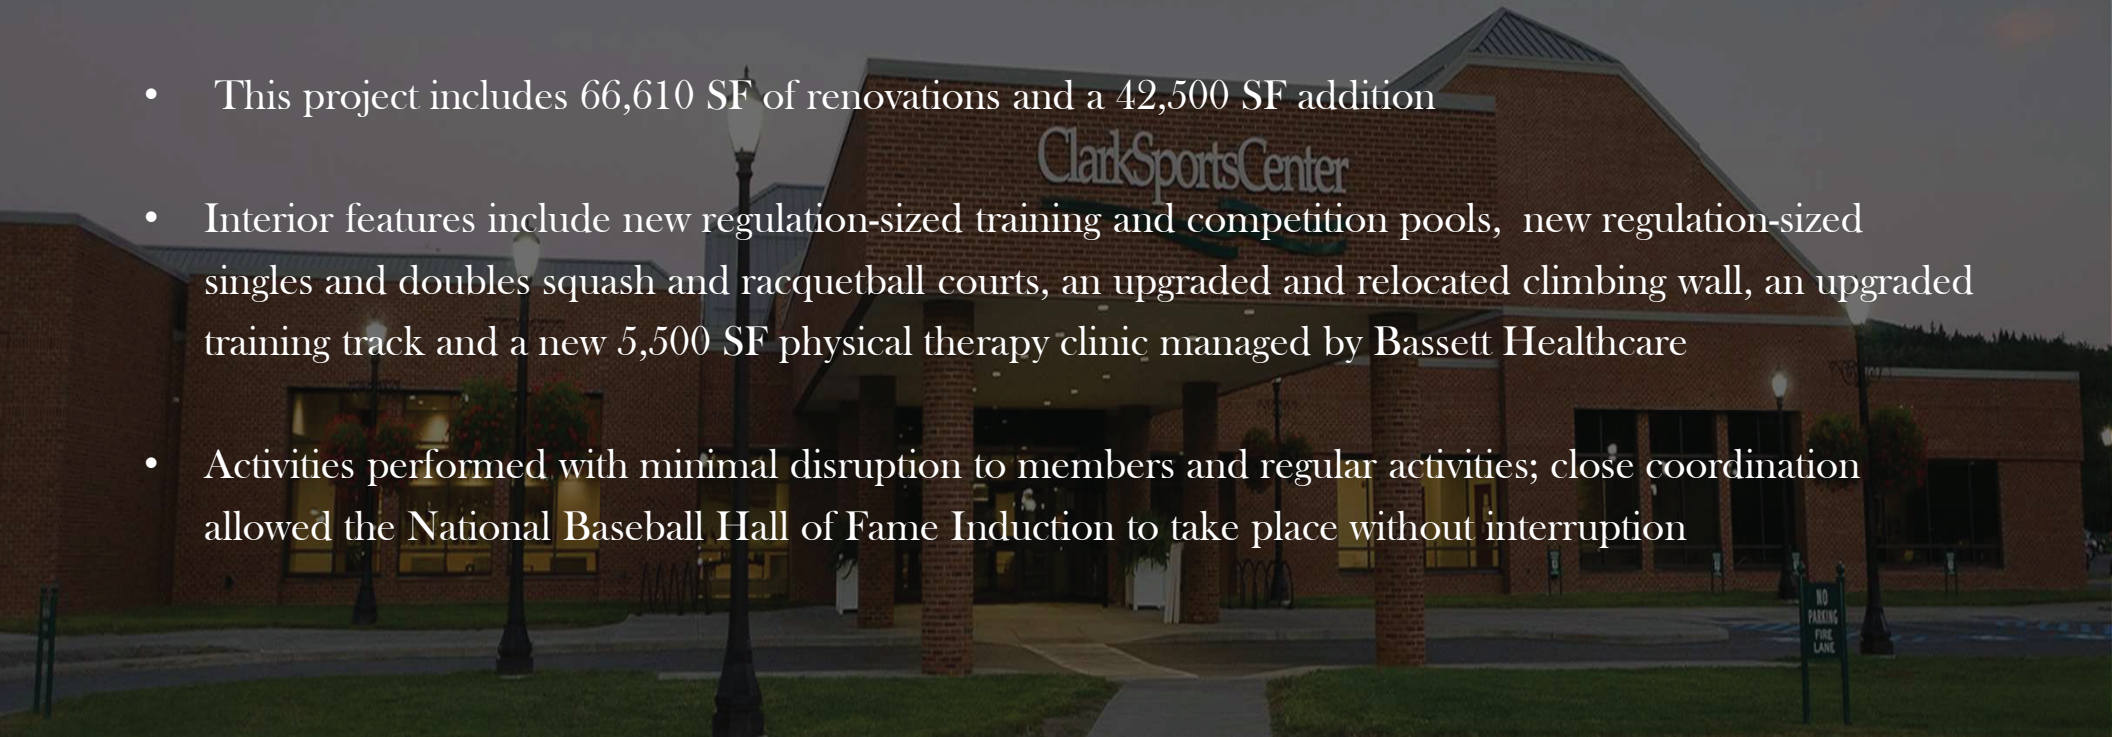 • This project includes 66,610 SF of renovations and a 42,500 SF addition
ClarkSportsCenter
• Interior features include new regulation-sized training and competition pools, new regulation-sized
singles and doubles squash and racquetball courts, an upgraded and relocated climbing wall, an upgraded
training track and a new 5,500 SF physical therapy clinic managed by Bassett Healthcare
• Activities performed with minimal disruption to members and regular activities; close coordination
allowed the National Baseball Hall of Fame Induction to take place without interruption
NO
PARKING
FIRE
LANE